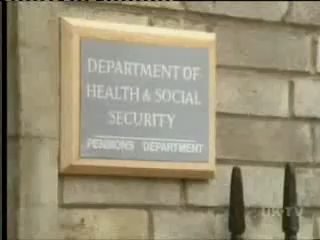 DEPARTMENT OF
HEALTH & SOCIAL
SECURITY
PENSIONS DEPARTMENT